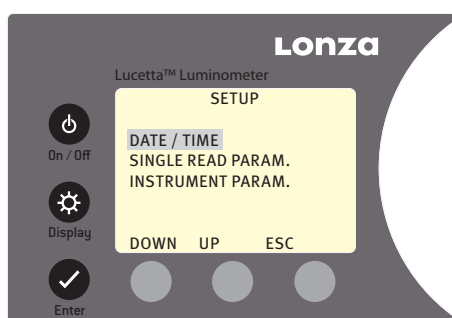 Lonza
Lucetta™ Luminometer
SETUP
DATE / TIME
SINGLE READ PARAM.
INSTRUMENT PARAM.
DOWN UP ESC
On / Off
Display
Enter